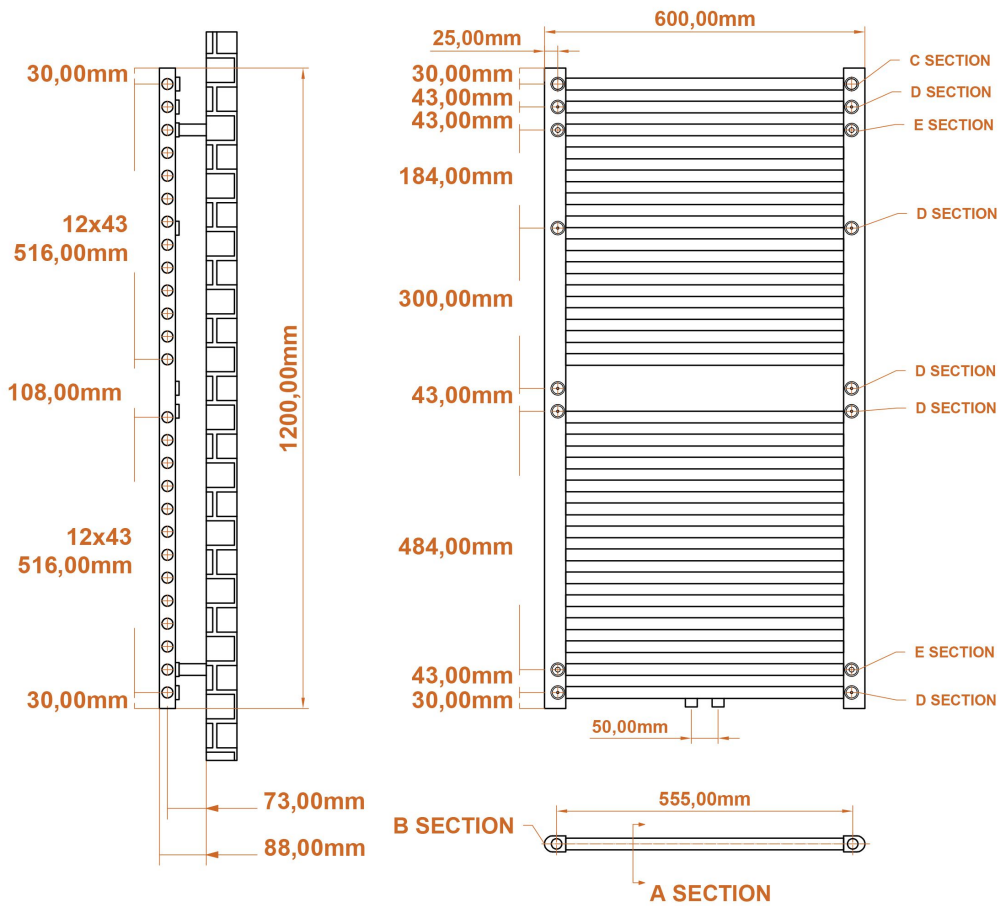 30,00mm
12x43
516,00mm
108,00mm
12x43
516,00mm
30,00mm
1200,00mm
73,00mm
88,00mm
600,00mm
25,00mm
30,00mm
43,00mm
43,00mm
184,00mm
300,00mm
43,00mm
484,00mm
43,00mm
30,00mm
50,00mm
C SECTION
D SECTION
E SECTION
D SECTION
D SECTION
D SECTION
E SECTION
D SECTION
555,00mm
B SECTION
A SECTION